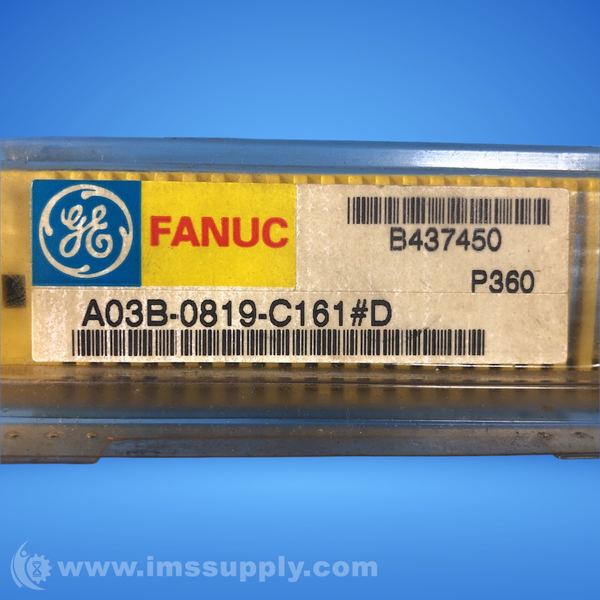 GE FANUC
B437450
P360
A03B-0819-C161#D
www.imssupply.com